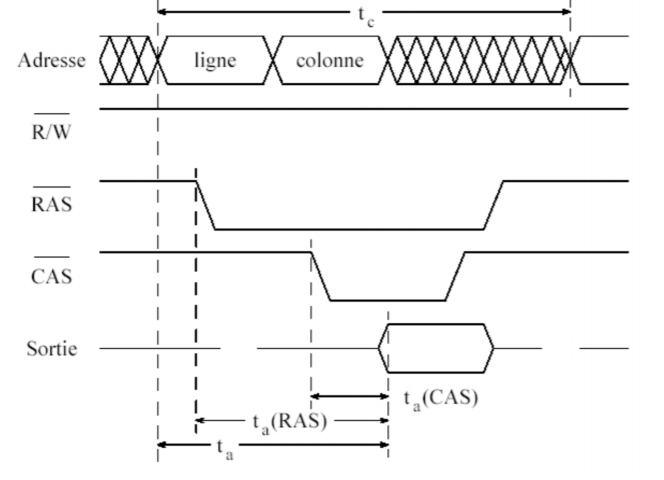 t_c
Adresse ligne colonne
R/W
RAS
CAS
Sortie
t_a(CAS)
t_a(RAS)
t_a